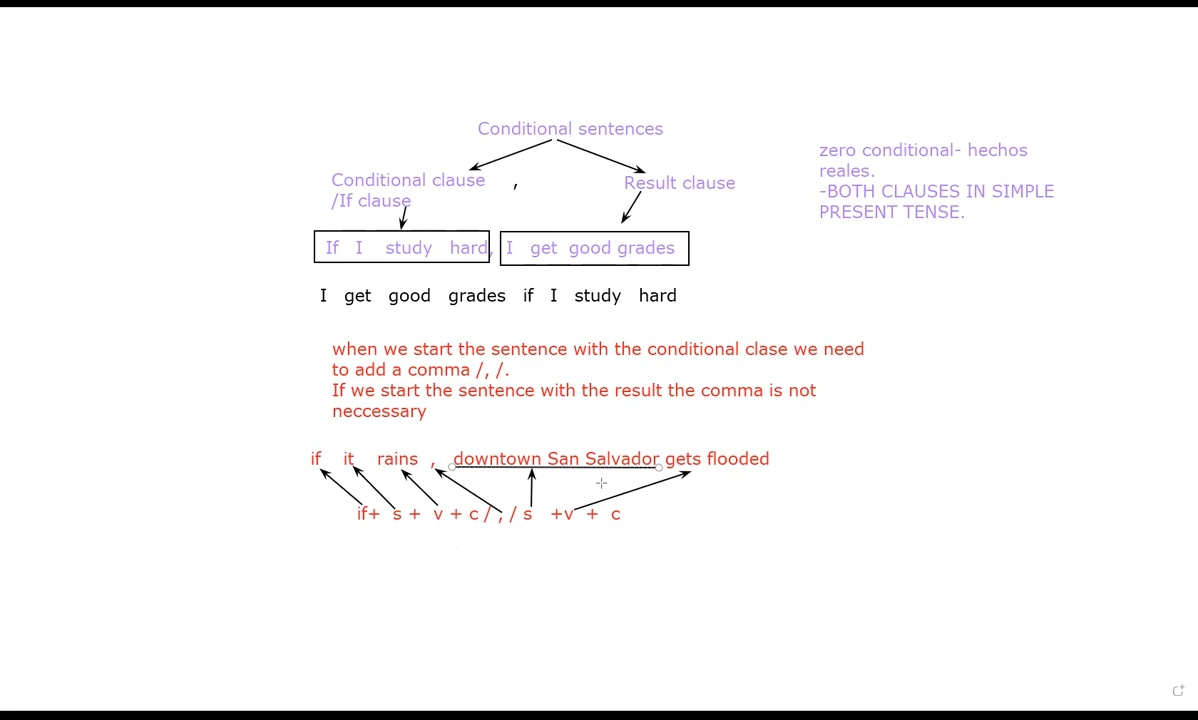 Conditional sentences
Conditional clause , Result clause
/If clause
If I study hard, I get good grades
I get good grades if I study hard
zero conditional- hechos
reales.
-BOTH CLAUSES IN SIMPLE
PRESENT TENSE.
when we start the sentence with the conditional clase we need
to add a comma /, /.
If we start the sentence with the result the comma is not
neccessary
if it rains , downtown San Salvador gets flooded
if+ s + v + c / , / s +v + c